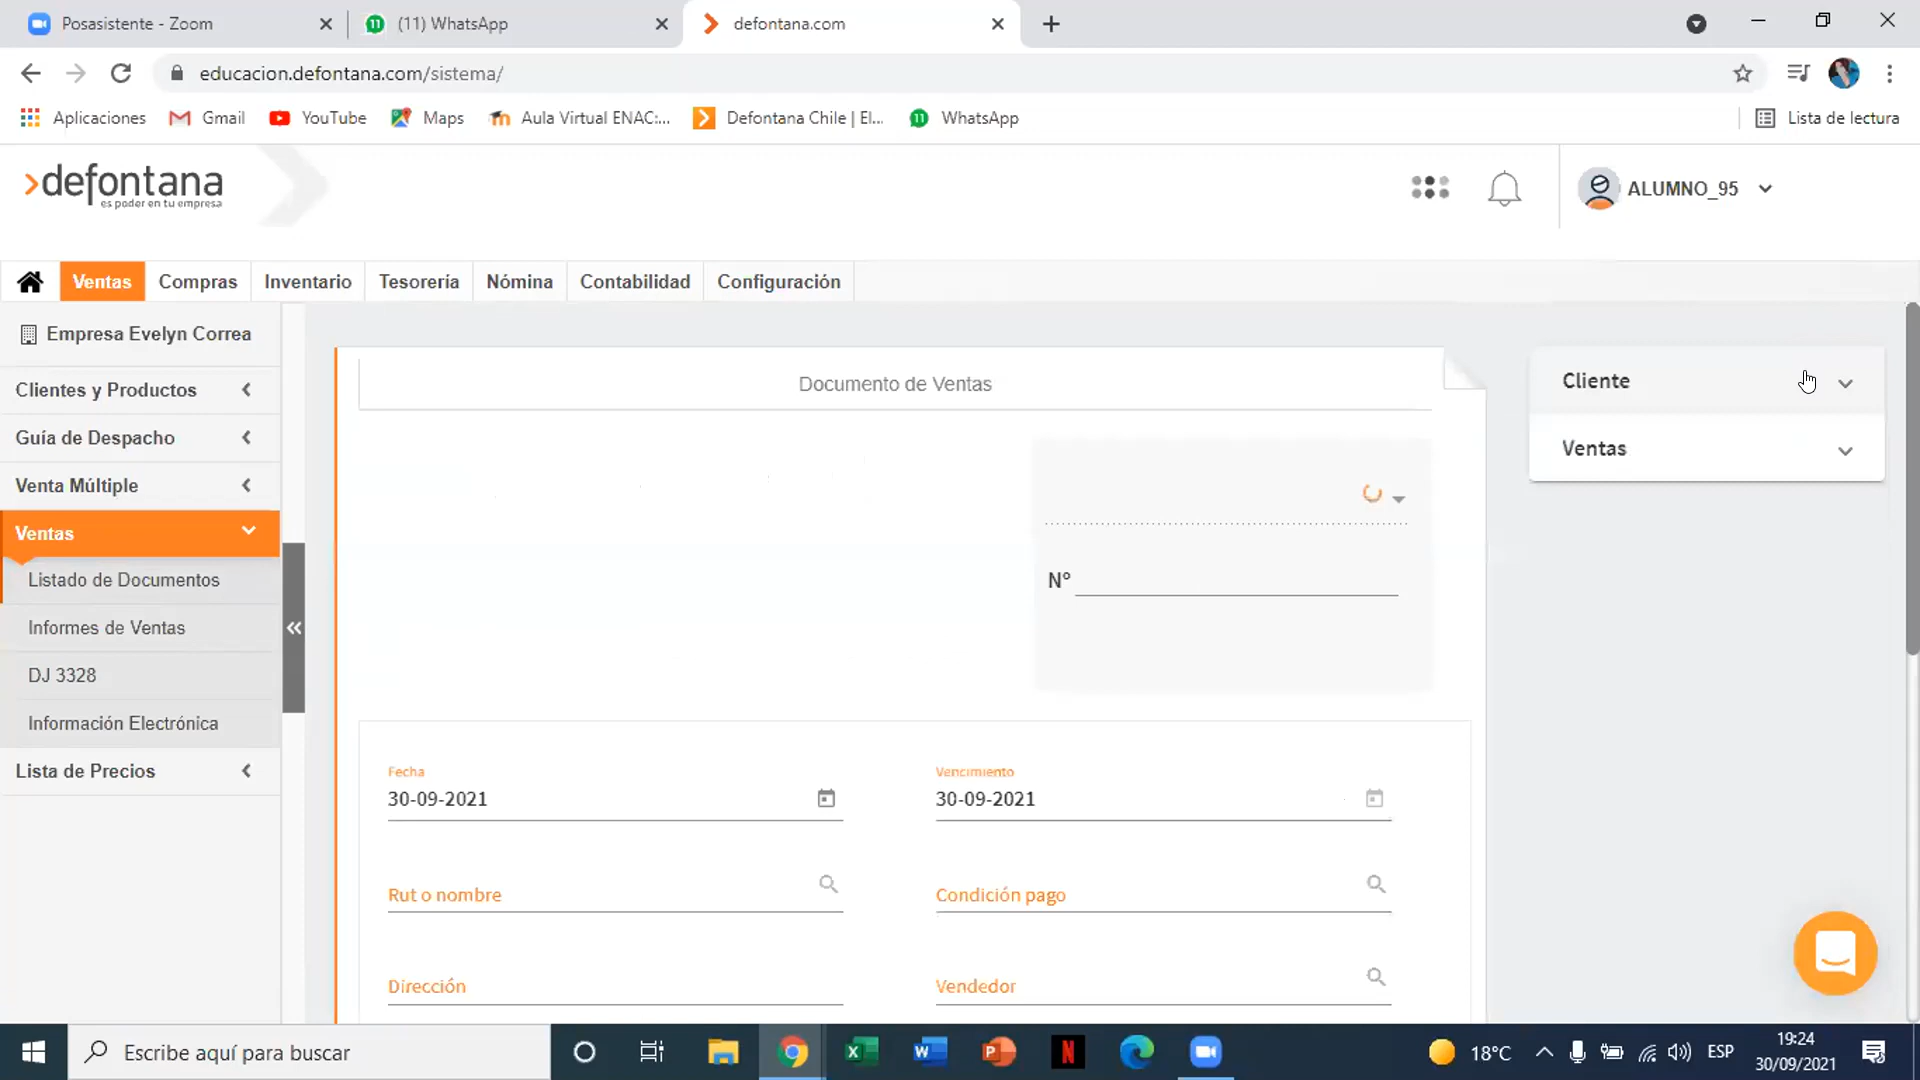 Posasistente - Zoom
11
(11) WhatsApp
defontana.com
educacion.defontana.com/sistema/
Aplicaciones
Gmail
YouTube
Maps
Aula Virtual ENAC:...
Defontana Chile | El...
11
WhatsApp
Lista de lectura
defontana
es poder en tu empresa
ALUMNO_95
Ventas
Compras
Inventario
Tesorería
Nómina
Contabilidad
Configuración
Empresa Evelyn Correa
Clientes y Productos
Guía de Despacho
Venta Múltiple
Ventas
Listado de Documentos
Informes de Ventas
DJ 3328
Información Electrónica
Lista de Precios
Documento de Ventas
N°
Fecha
30-09-2021
Vencimiento
30-09-2021
Rut o nombre
Condición pago
Dirección
Vendedor
Cliente
Ventas
Escribe aquí para buscar
18°C
ESP
19:24
30/09/2021